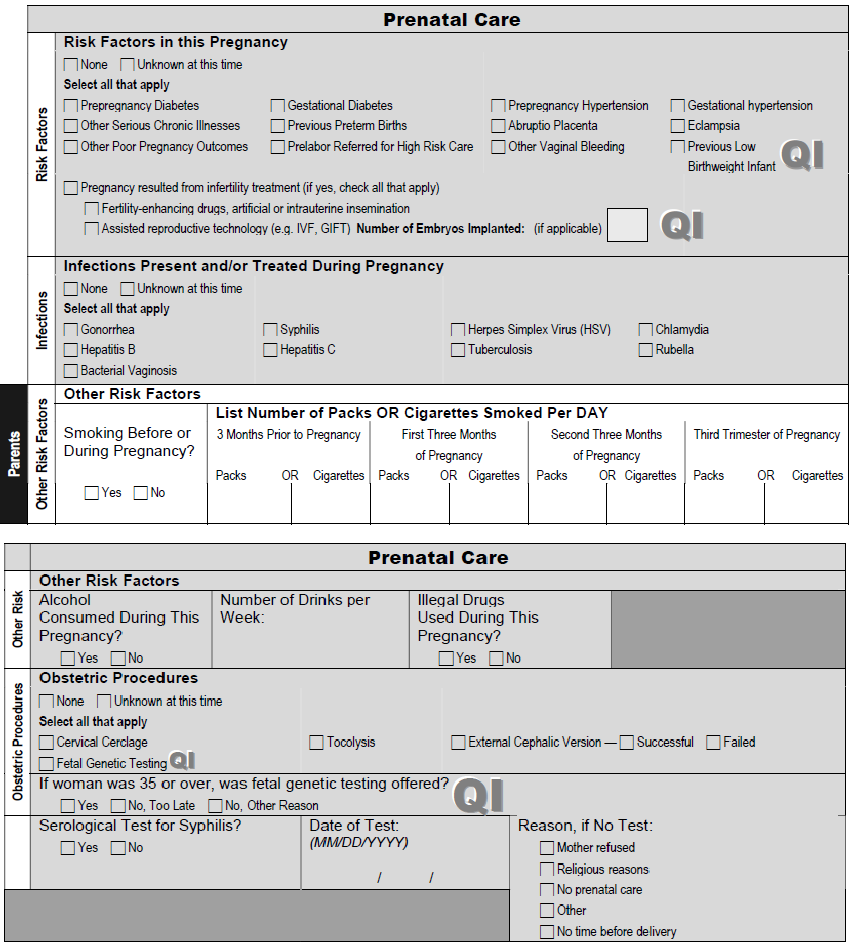 Prenatal Care
Risk Factors
Risk Factors in this Pregnancy
None Unknown at this time
Select all that apply
Prepregnancy Diabetes Gestational Diabetes Prepregnancy Hypertension Gestational hypertension
Other Serious Chronic Illnesses Previous Preterm Births Abruptio Placenta Eclampsia
Other Poor Pregnancy Outcomes Prelabor Referred for High Risk Care Other Vaginal Bleeding Previous Low
Birthweight Infant QI
Pregnancy resulted from infertility treatment (if yes, check all that apply)
Fertility-enhancing drugs, artificial or intrauterine insemination
Assisted reproductive technology (e.g. IVF, GIFT) Number of Embryos Implanted: (if applicable) QI
Infections
Infections Present and/or Treated During Pregnancy
None Unknown at this time
Select all that apply
Gonorrhea Syphilis Herpes Simplex Virus (HSV) Chlamydia
Hepatitis B Hepatitis C Tuberculosis Rubella
Bacterial Vaginosis
Parents
Other Risk Factors
Other Risk Factors
Smoking Before or
During Pregnancy?
Yes No
List Number of Packs OR Cigarettes Smoked Per DAY
3 Months Prior to Pregnancy First Three Months Second Three Months Third Trimester of Pregnancy
of Pregnancy of Pregnancy
Packs OR Cigarettes Packs OR Cigarettes Packs OR Cigarettes Packs OR Cigarettes
Prenatal Care
Other Risk
Other Risk Factors
Alcohol
Consumed During This
Pregnancy?
Yes No
Number of Drinks per
Week:
Illegal Drugs
Used During This
Pregnancy?
Yes No
Obstetric Procedures
Obstetric Procedures
None Unknown at this time
Select all that apply
Cervical Cerclage Tocolysis External Cephalic Version — Successful Failed
Fetal Genetic Testing QI
If woman was 35 or over, was fetal genetic testing offered? QI
Yes No, Too Late No, Other Reason
Serological Test for Syphilis?
Yes No
Date of Test:
(MM/DD/YYYY)
/ /
Reason, if No Test:
Mother refused
Religious reasons
No prenatal care
Other
No time before delivery